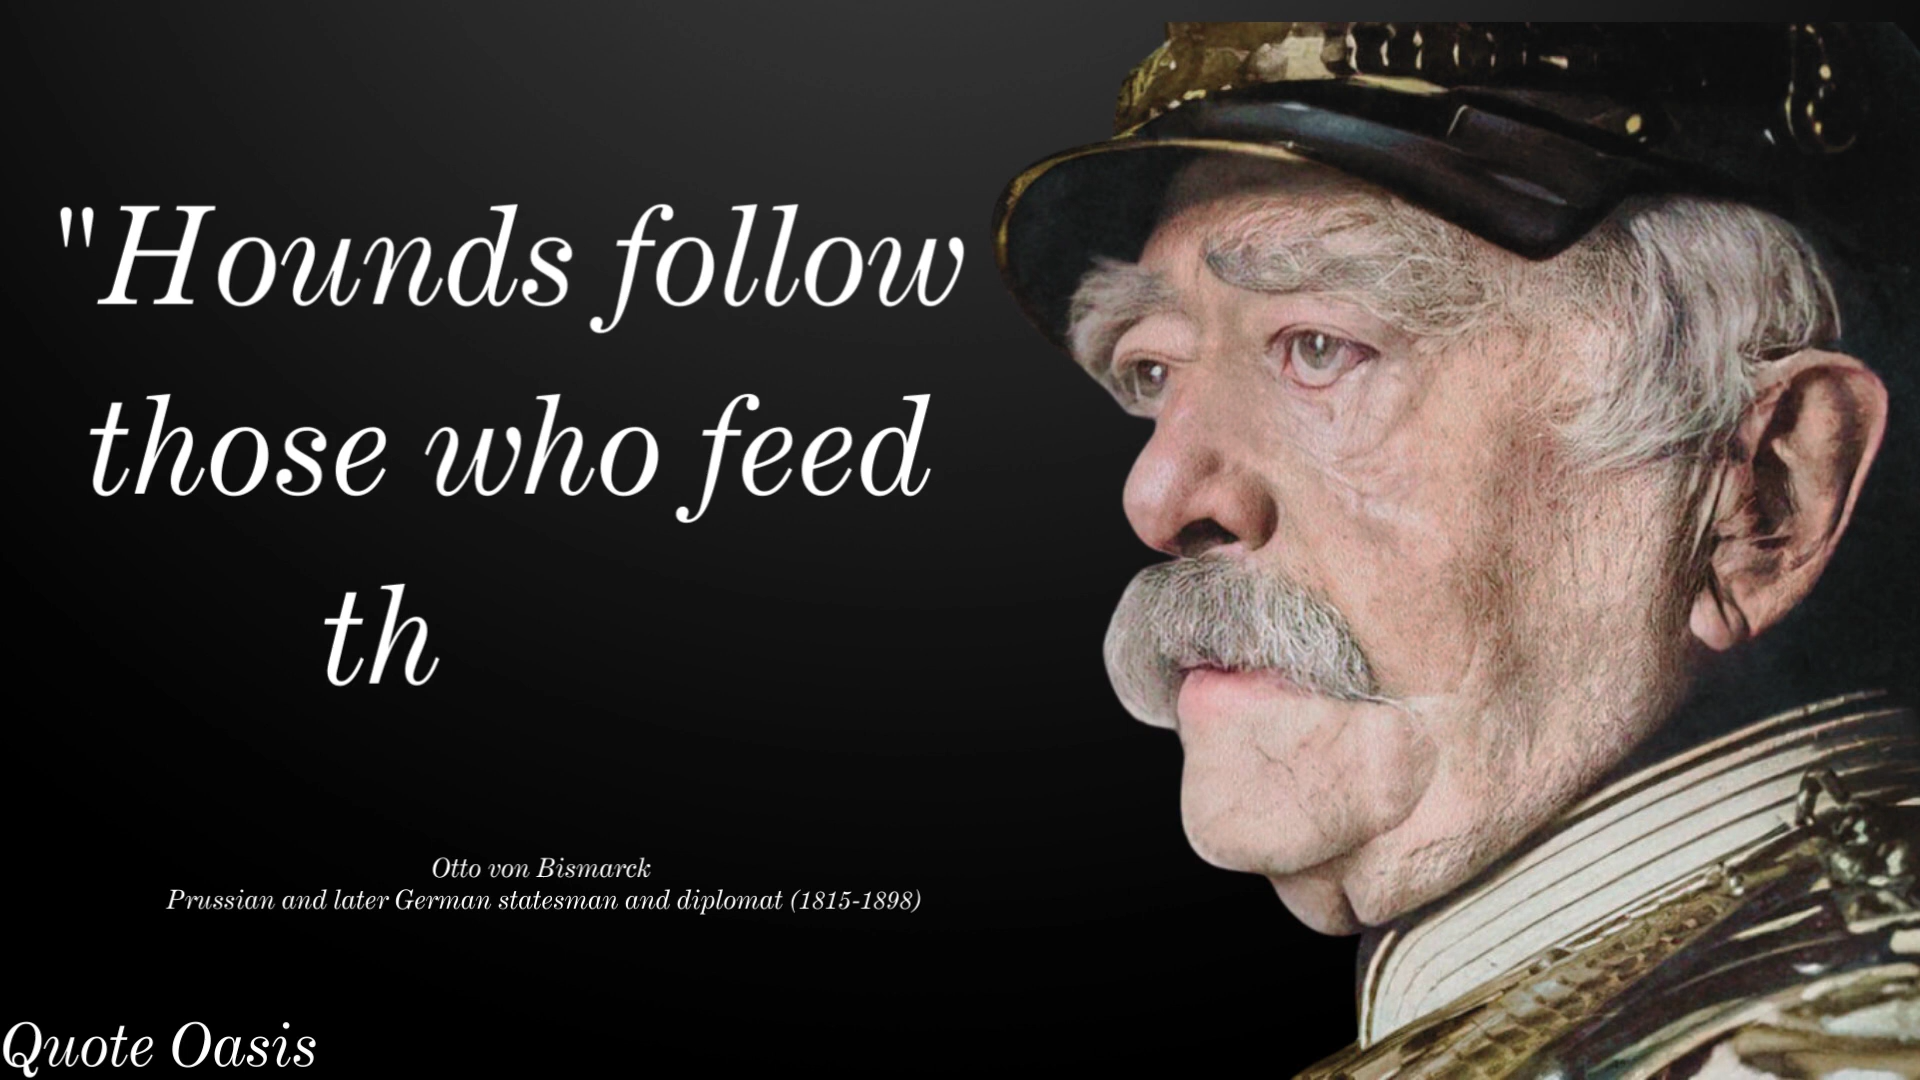 "Hounds follow
those who feed
th
Otto von Bismarck
Prussian and later German statesman and diplomat (1815-1898)
Quote Oasis